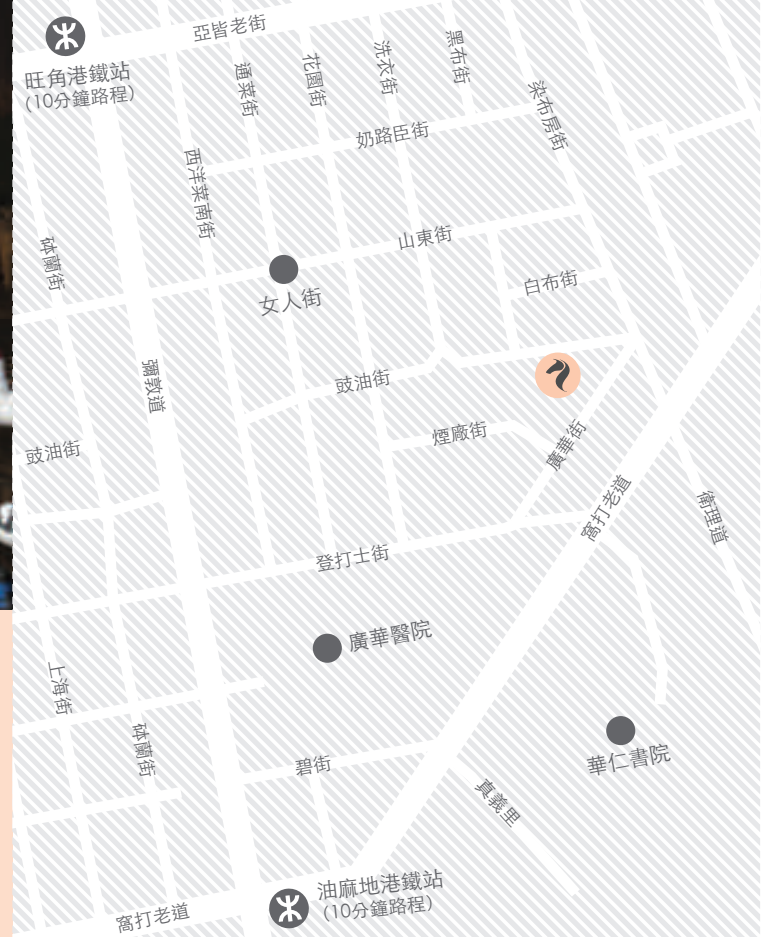 亞皆老街
旺角港鐵站
(10分鐘路程)
通菜街
花園街
洗衣街
黑布街
染布房街
奶路臣街
西洋菜南街
砵蘭街
山東街
女人街
白布街
彌敦道
豉油街
煙廠街
廣華街
豉油街
窩打老道
衛理道
登打士街
廣華醫院
上海街
砵蘭街
碧街
華仁書院
真義里
油麻地港鐵站
(10分鐘路程)
窩打老道